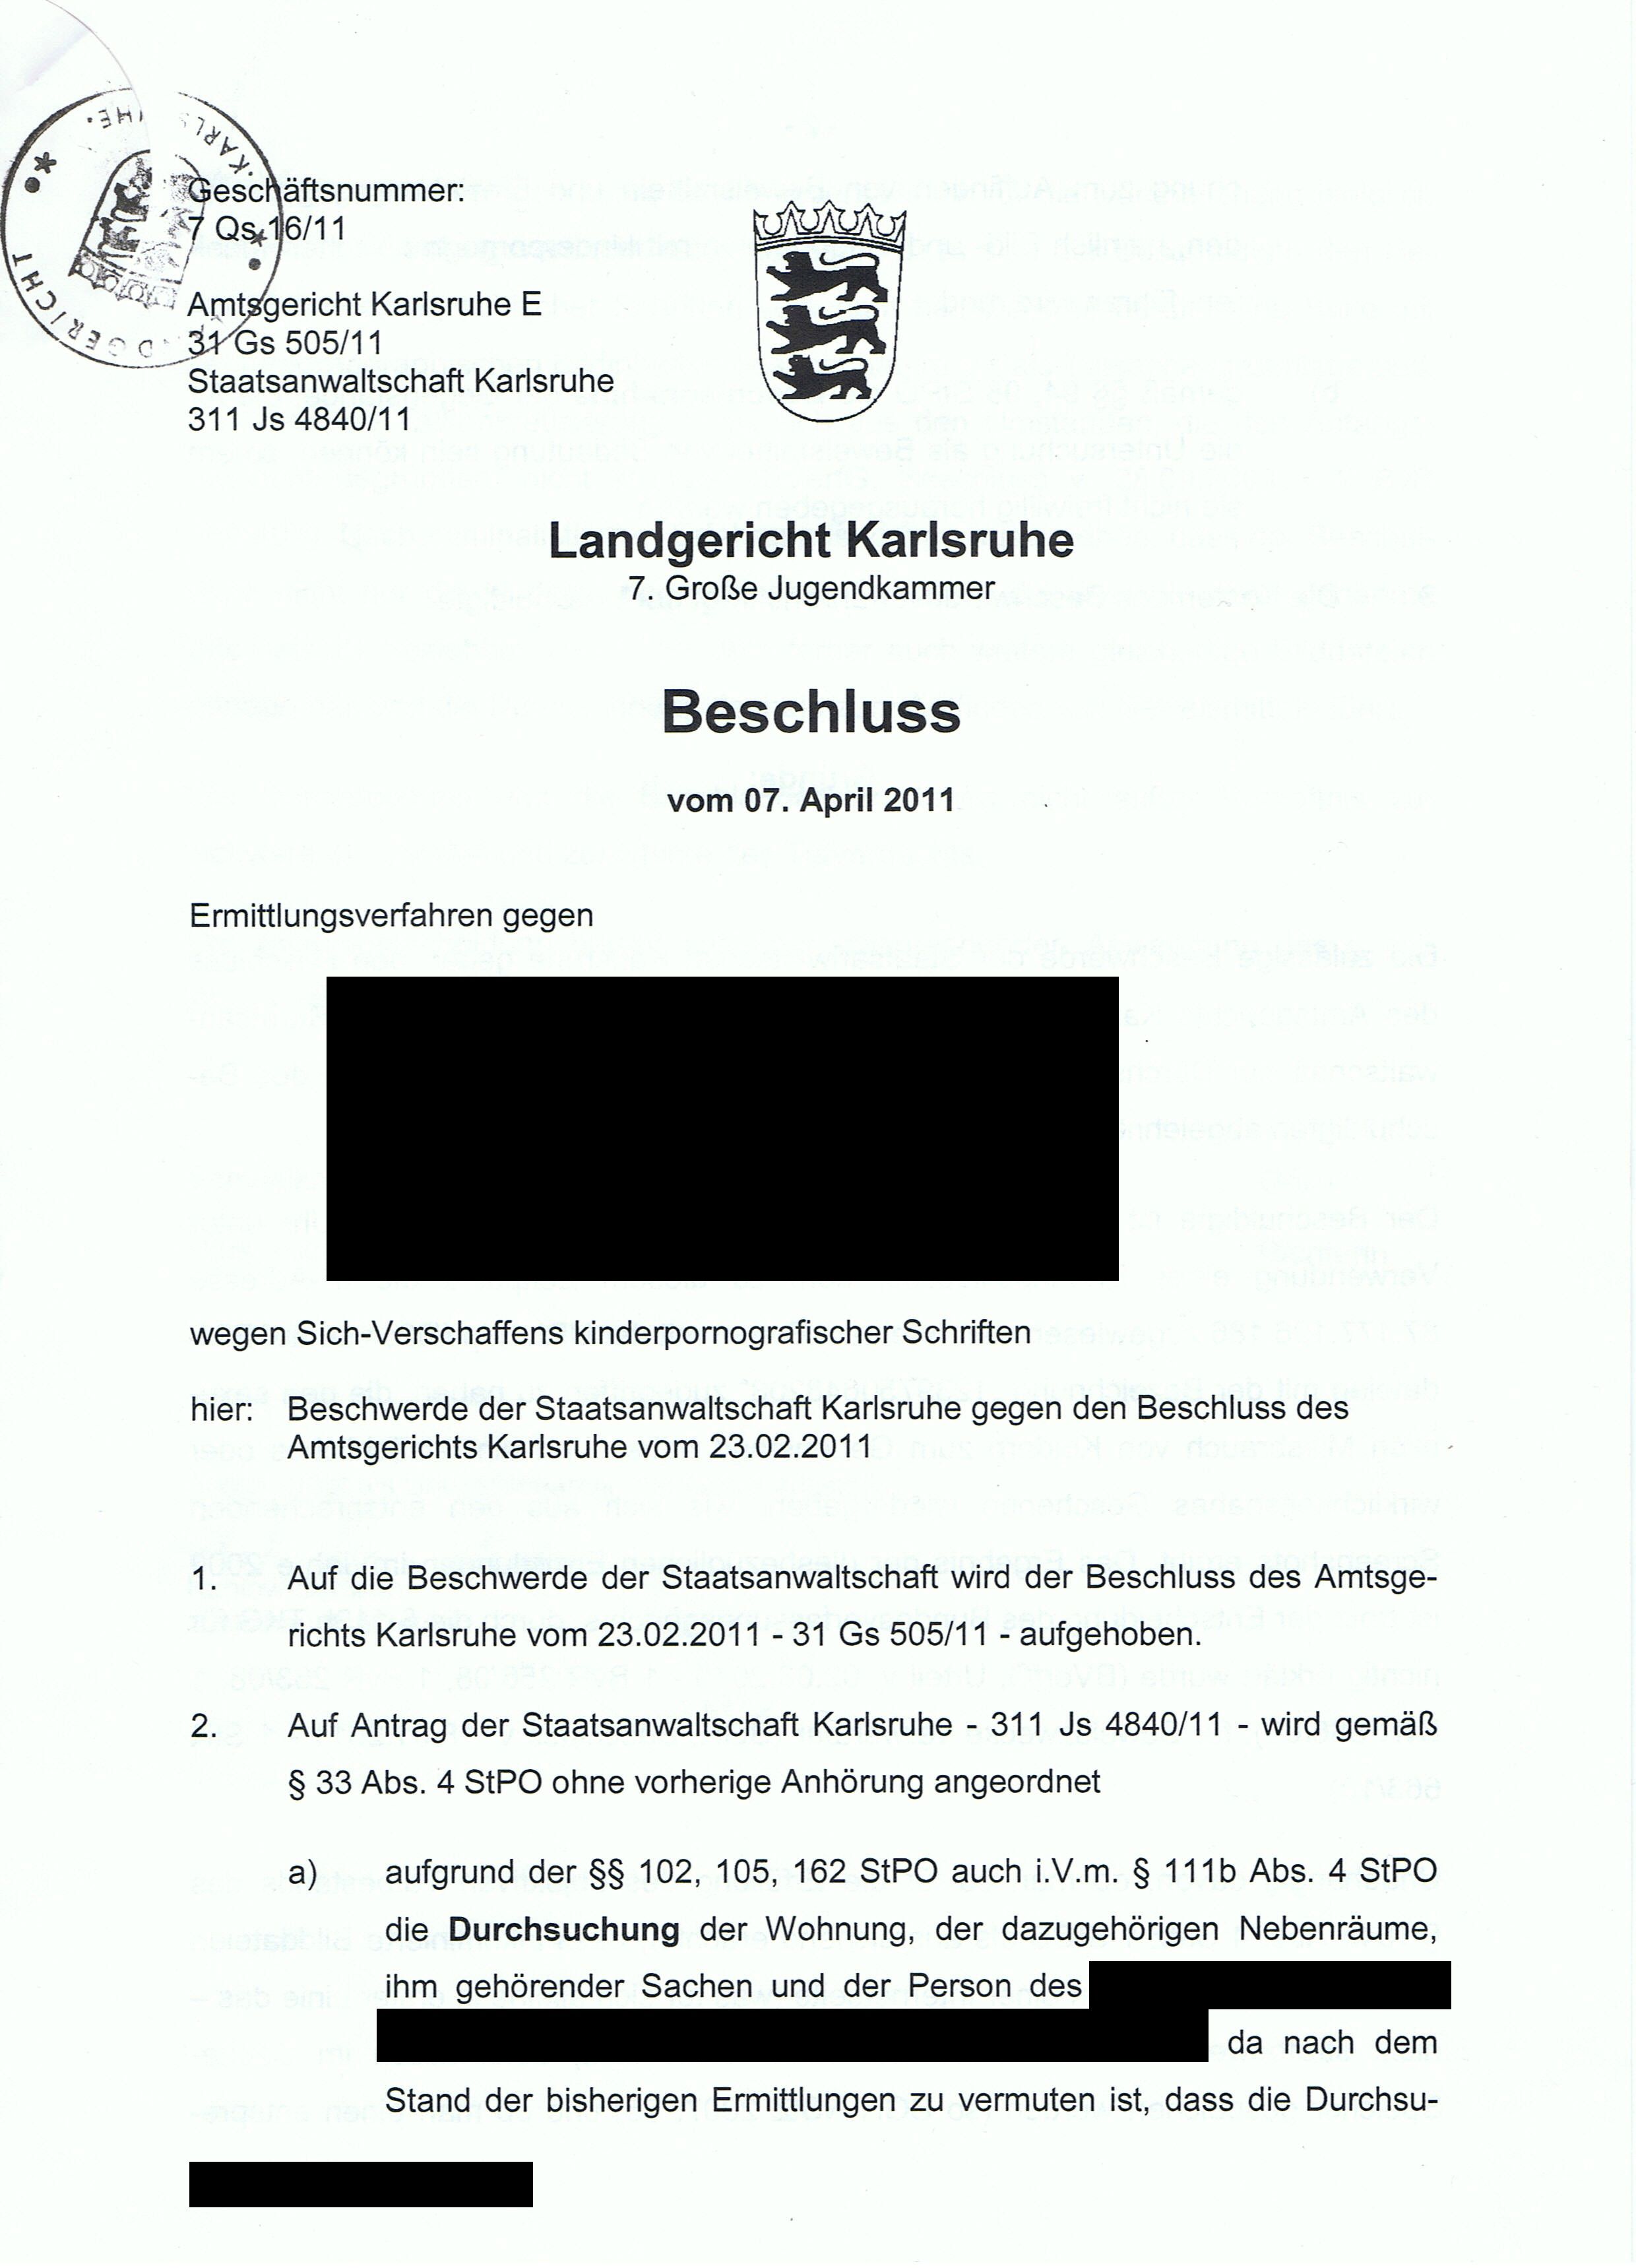 Geschäftsnummer:
7 Qs 16/11
Amtsgericht Karlsruhe E
31 Gs 505/11
Staatsanwaltschaft Karlsruhe
311 Js 4840/11
LANDGERICHT KARLSRUHE
Landgericht Karlsruhe
7. Große Jugendkammer
Beschluss
vom 07. April 2011
Ermittlungsverfahren gegen
wegen Sich-Verschaffens kinderpornografischer Schriften
hier: Beschwerde der Staatsanwaltschaft Karlsruhe gegen den Beschluss des
Amtsgerichts Karlsruhe vom 23.02.2011
1. Auf die Beschwerde der Staatsanwaltschaft wird der Beschluss des Amtsge-
richts Karlsruhe vom 23.02.2011 - 31 Gs 505/11 - aufgehoben.
2. Auf Antrag der Staatsanwaltschaft Karlsruhe - 311 Js 4840/11 - wird gemäß
§ 33 Abs. 4 StPO ohne vorherige Anhörung angeordnet
a) aufgrund der §§ 102, 105, 162 StPO auch i.V.m. § 111b Abs. 4 StPO
die Durchsuchung der Wohnung, der dazugehörigen Nebenräume,
ihm gehörender Sachen und der Person des
da nach dem
Stand der bisherigen Ermittlungen zu vermuten ist, dass die Durchsu-